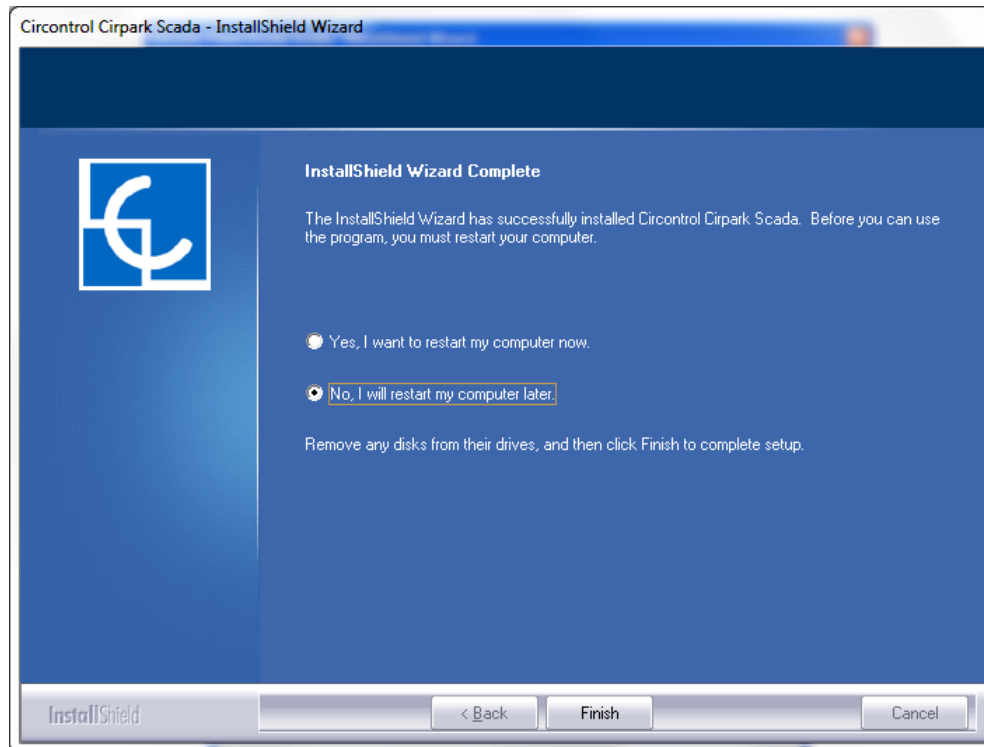 Circontrol Cirpark Scada - InstallShield Wizard
InstallShield Wizard Complete
The InstallShield Wizard has successfully installed Circontrol Cirpark Scada. Before you can use
the program, you must restart your computer.
Yes, I want to restart my computer now.
No, I will restart my computer later.
Remove any disks from their drives, and then click Finish to complete setup.
InstallShield
< Back
Finish
Cancel